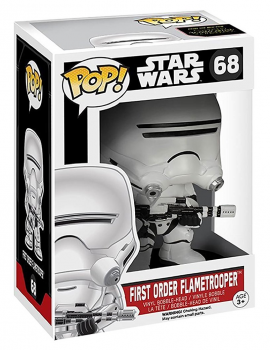 POP!
STAR
WARS
68
FIRST ORDER FLAMETROOPER™
VINYL BOBBLE-HEAD / VINYLE BOBBLE
LA TÊTE / BOBBLE-HEAD DE VINIL
WARNING: CHOKING HAZARD.
May contain small parts.
AGES
3+
POP!
68